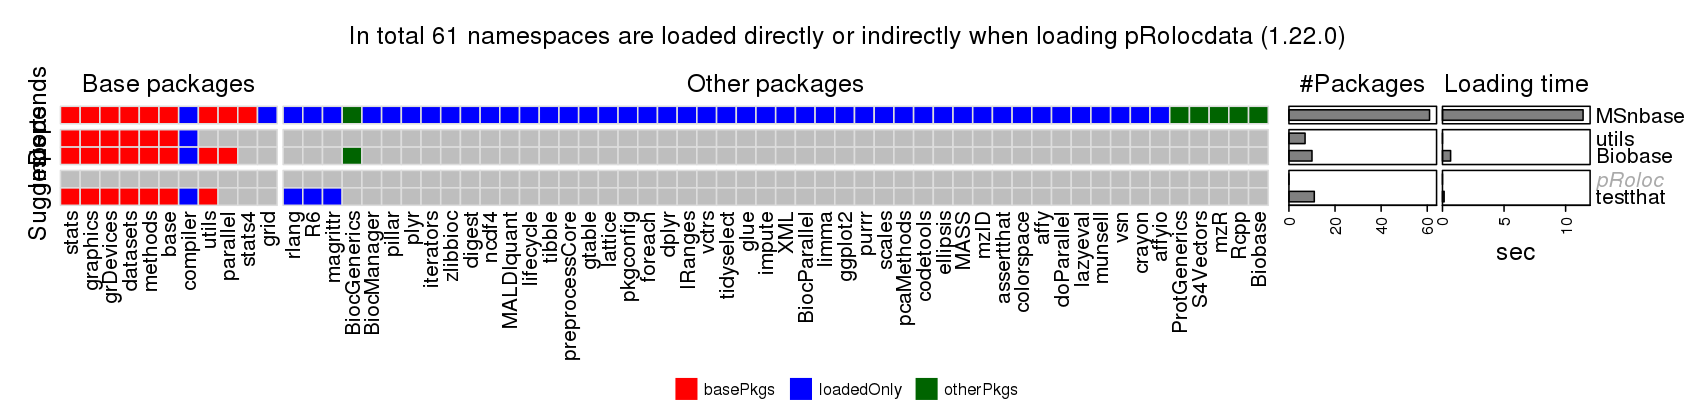 In total 61 namespaces are loaded directly or indirectly when loading pRolocdata (1.22.0)
Base packages
Other packages
#Packages
Loading time
Depends
Imports
Suggests
MSnbase
utils
Biobase
pRoloc
testthat
stats
graphics
grDevices
datasets
methods
base
compiler
utils
parallel
stats4
grid
rlang
R6
magrittr
BiocGenerics
BiocManager
pillar
plyr
iterators
zlibbioc
digest
ncdf4
MALDIquant
lifecycle
tibble
preprocessCore
gtable
lattice
pkgconfig
foreach
dplyr
IRanges
vctrs
tidyselect
glue
impute
XML
BiocParallel
limma
ggplot2
purrr
scales
pcaMethods
codetools
ellipsis
MASS
mzID
assertthat
colorspace
affy
doParallel
lazyeval
munsell
vsn
crayon
affyio
ProtGenerics
S4Vectors
mzR
Rcpp
Biobase
0 20 40 60
0 5 10
sec
basePkgs
loadedOnly
otherPkgs